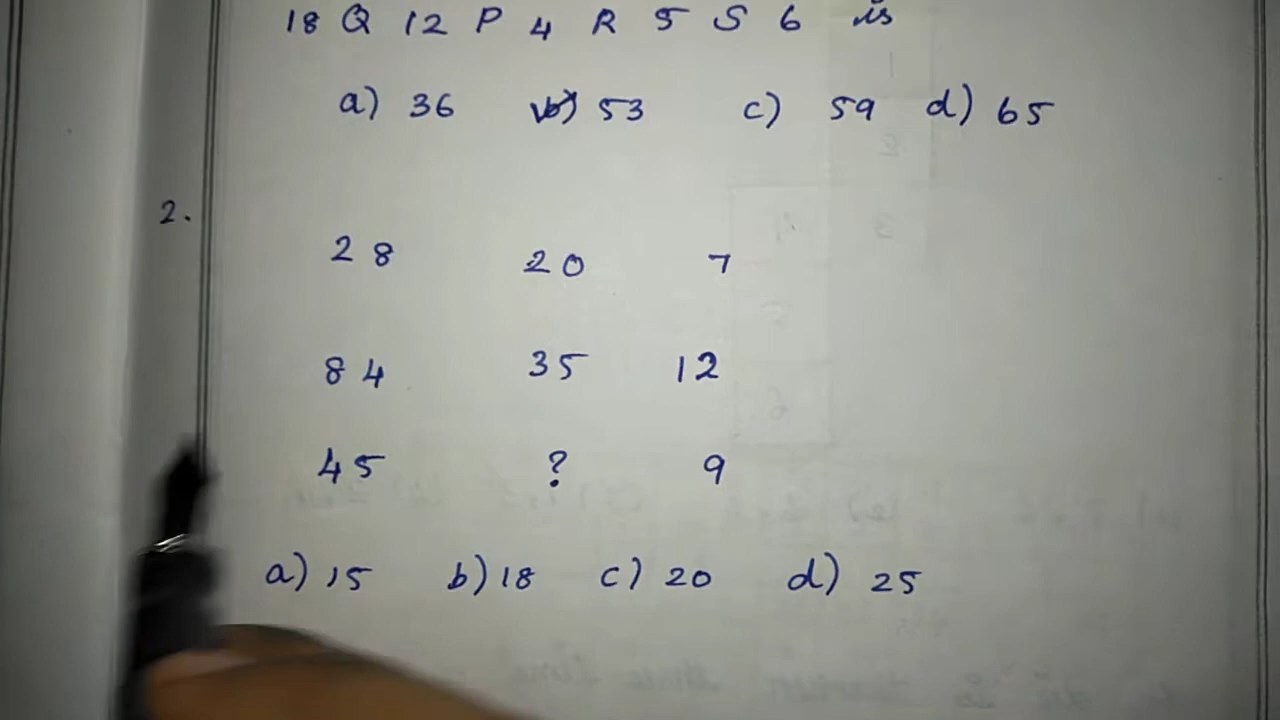 18 Q 12 P 4 R 5 S 6 is
a) 36 b) 53 c) 59 d) 65
2.
28 20 7
84 35 12
45 ? 9
a) 15 b) 18 c) 20 d) 25